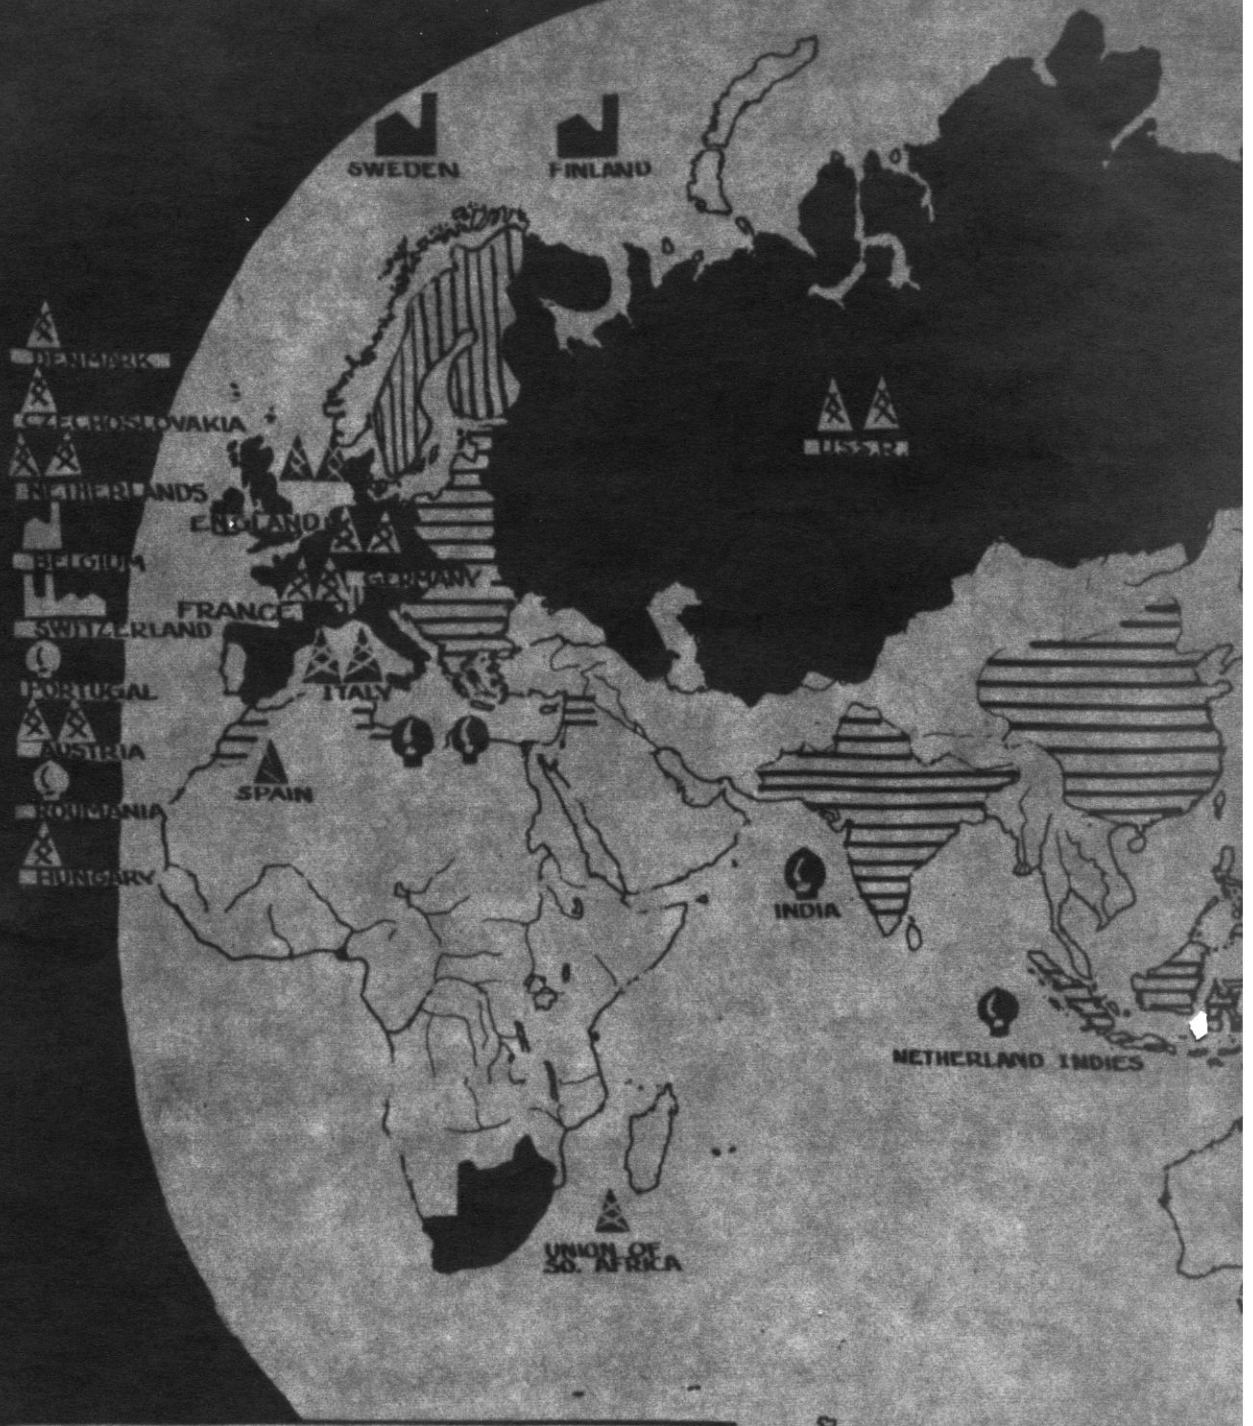 SWEDEN
FINLAND
DENMARK
CZECHOSLOVAKIA
U.S.S.R.
NETHERLANDS
ENGLAND
BELGIUM
GERMANY
FRANCE
SWITZERLAND
PORTUGAL
ITALY
AUSTRIA
SPAIN
ROUMANIA
HUNGARY
INDIA
NETHERLAND INDIES
UNION OF
SO. AFRICA